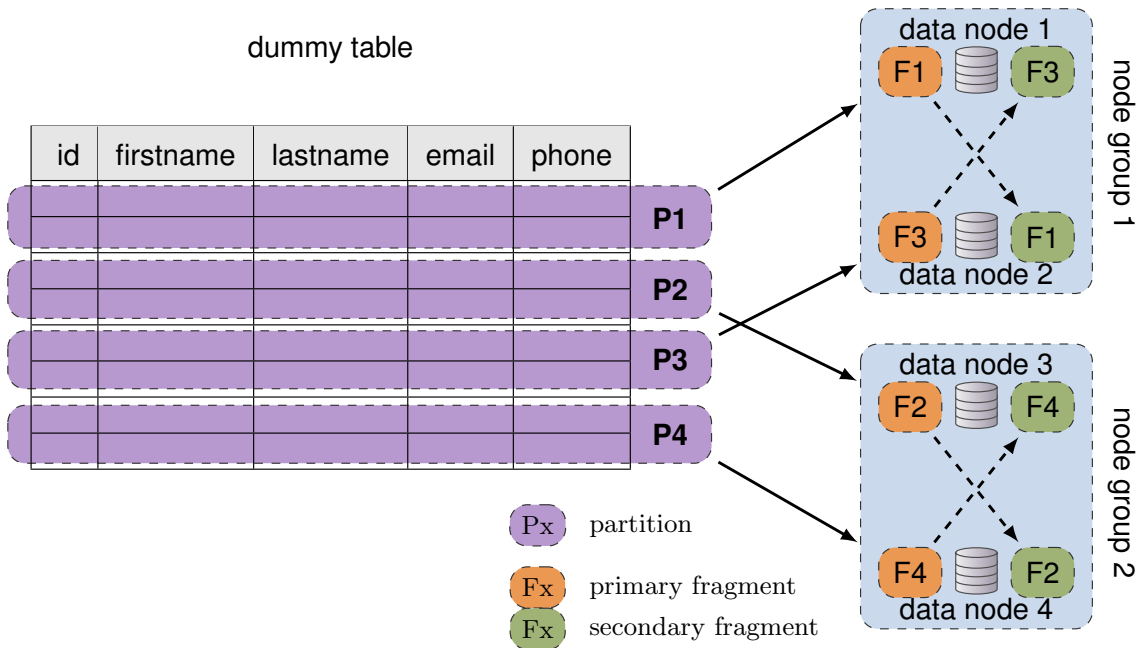 dummy table
id firstname lastname email phone
P1
P2
P3
P4
data node 1
F1 F3
F3 F1
data node 2
node group 1
data node 3
F2 F4
F4 F2
data node 4
node group 2
Px partition
Fx primary fragment
Fx secondary fragment